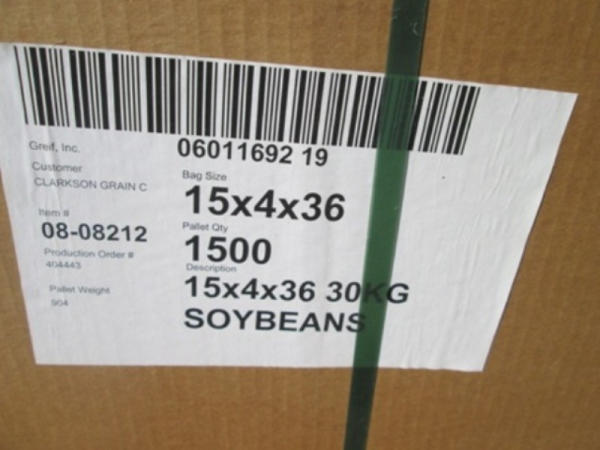 06011692 19
Greif, Inc.
Customer
CLARKSON GRAIN C
Bag Size
15x4x36
Item #
08-08212
Pallet Qty
1500
Production Order #
404443
Description
15x4x36 30KG
SOYBEANS
Pallet Weight
904